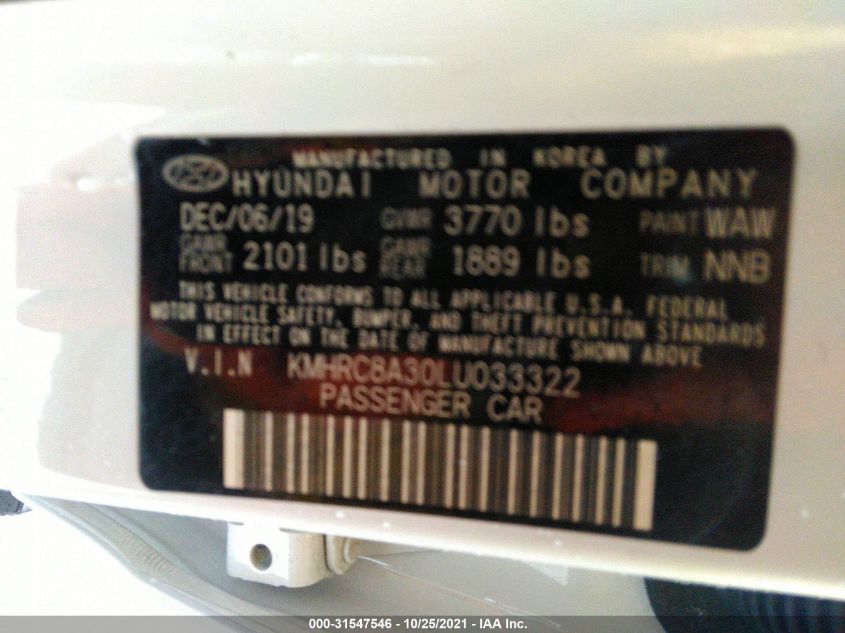 MANUFACTURED IN KOREA BY
HYUNDAI MOTOR COMPANY
DEC/06/19 GVWR 3770 lbs PAINT WAW
GAWR FRONT 2101 lbs GAWR REAR 1889 lbs TRIM NNB
THIS VEHICLE CONFORMS TO ALL APPLICABLE U.S.A. FEDERAL
MOTOR VEHICLE SAFETY, BUMPER, AND THEFT PREVENTION STANDARDS
IN EFFECT ON THE DATE OF MANUFACTURE SHOWN ABOVE
V.I.N KMHRC8A30LU033322
PASSENGER CAR
000-31547546 - 10/25/2021 - IAA Inc.